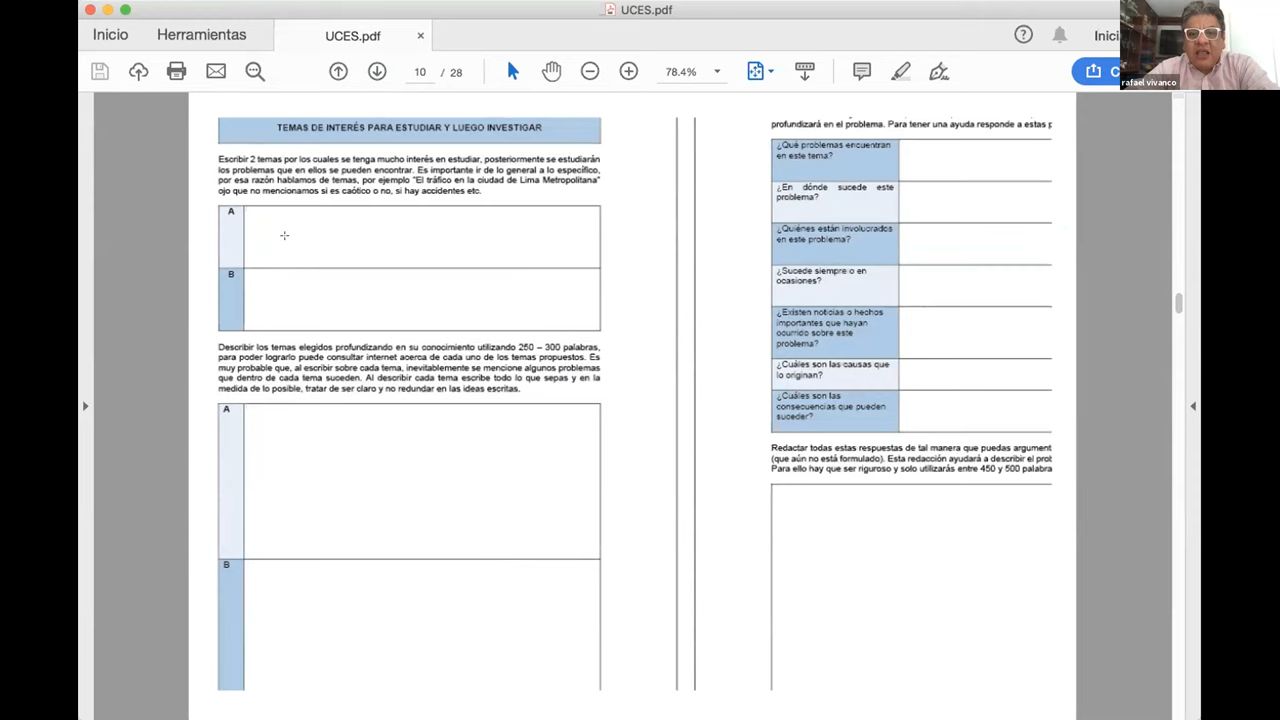 UCES.pdf
Inicio
Herramientas
UCES.pdf
×
?
Inici
10 / 28
78.4%
C
rafael vivanco
TEMAS DE INTERÉS PARA ESTUDIAR Y LUEGO INVESTIGAR
Escribir 2 temas por los cuales se tenga mucho interés en estudiar, posteriormente se estudiarán
los problemas que en ellos se pueden encontrar. Es importante ir de lo general a lo específico,
por esa razón hablamos de temas, por ejemplo "El tráfico en la ciudad de Lima Metropolitana"
ojo que no mencionamos si es caótico o no, si hay accidentes etc.
A
B
Describir los temas elegidos profundizando en su conocimiento utilizando 250 – 300 palabras,
para poder lograrlo puede consultar internet acerca de cada uno de los temas propuestos. Es
muy probable que, al escribir sobre cada tema, inevitablemente se mencione algunos problemas
que dentro de cada tema suceden. Al describir cada tema escribe todo lo que sepas y en la
medida de lo posible, tratar de ser claro y no redundar en las ideas escritas.
A
B
profundizará en el problema. Para tener una ayuda responde a estas p
¿Qué problemas encuentran
en este tema?
¿En dónde sucede este
problema?
¿Quiénes están involucrados
en este problema?
¿Sucede siempre o en
ocasiones?
¿Existen noticias o hechos
importantes que hayan
ocurrido sobre este
problema?
¿Cuáles son las causas que
lo originan?
¿Cuáles son las
consecuencias que pueden
suceder?
Redactar todas estas respuestas de tal manera que puedas argument
(que aún no está formulado). Esta redacción ayudará a describir el prob
Para ello hay que ser riguroso y solo utilizarás entre 450 y 500 palabra